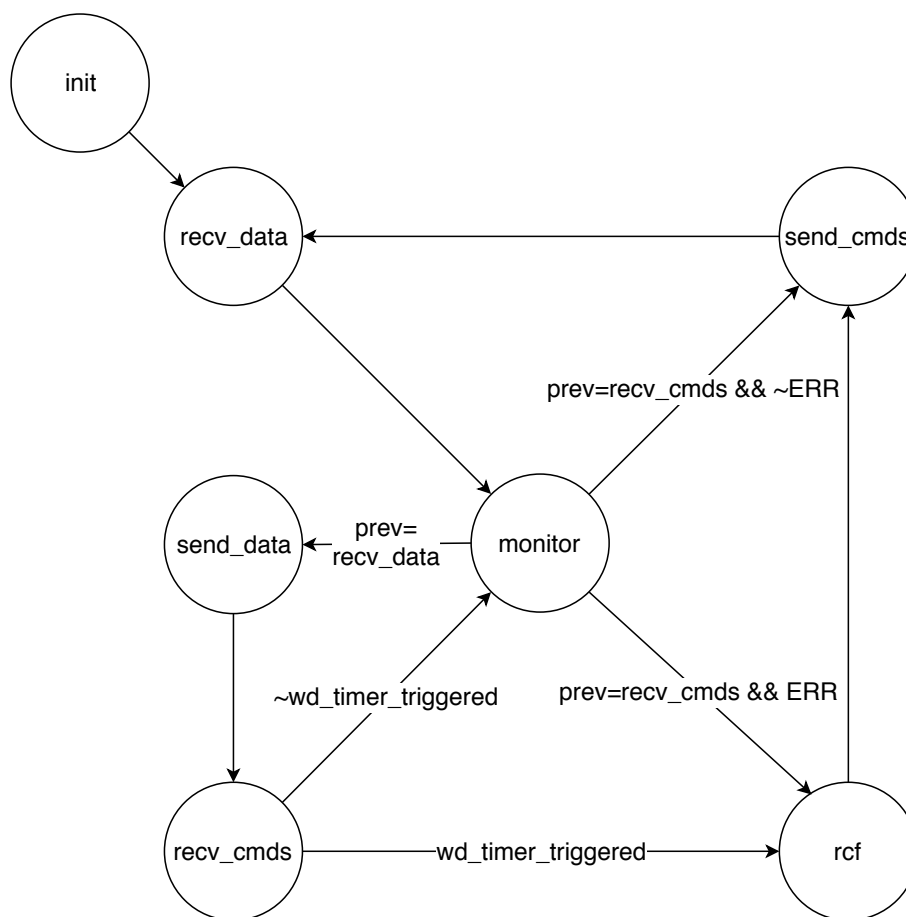 init
recv_data
send_cmds
prev=recv_cmds && ~ERR
prev=
recv_data
send_data
monitor
~wd_timer_triggered
prev=recv_cmds && ERR
recv_cmds
wd_timer_triggered
rcf